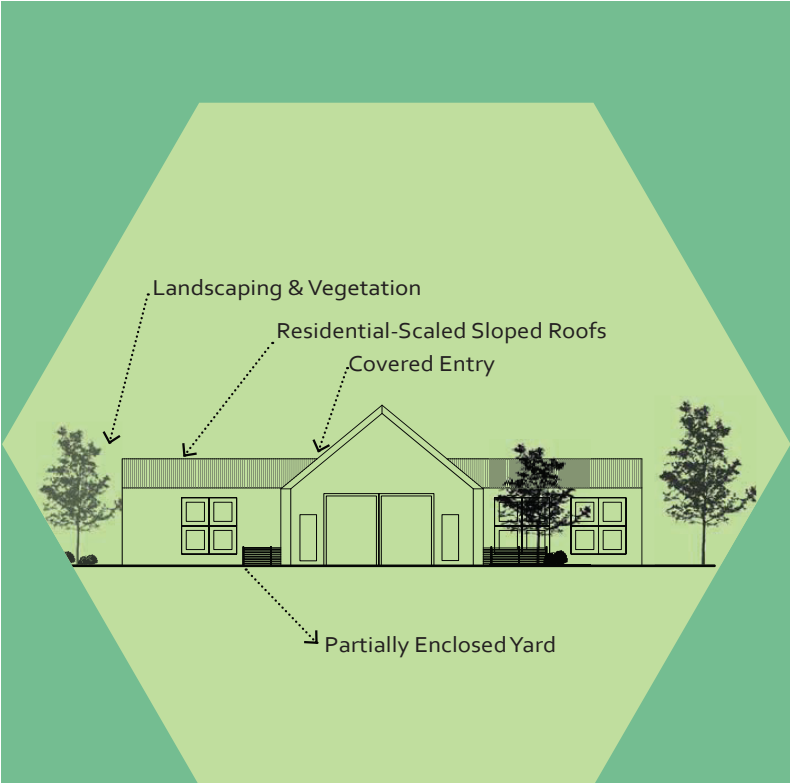 Landscaping & Vegetation
Residential-Scaled Sloped Roofs
Covered Entry
Partially Enclosed Yard